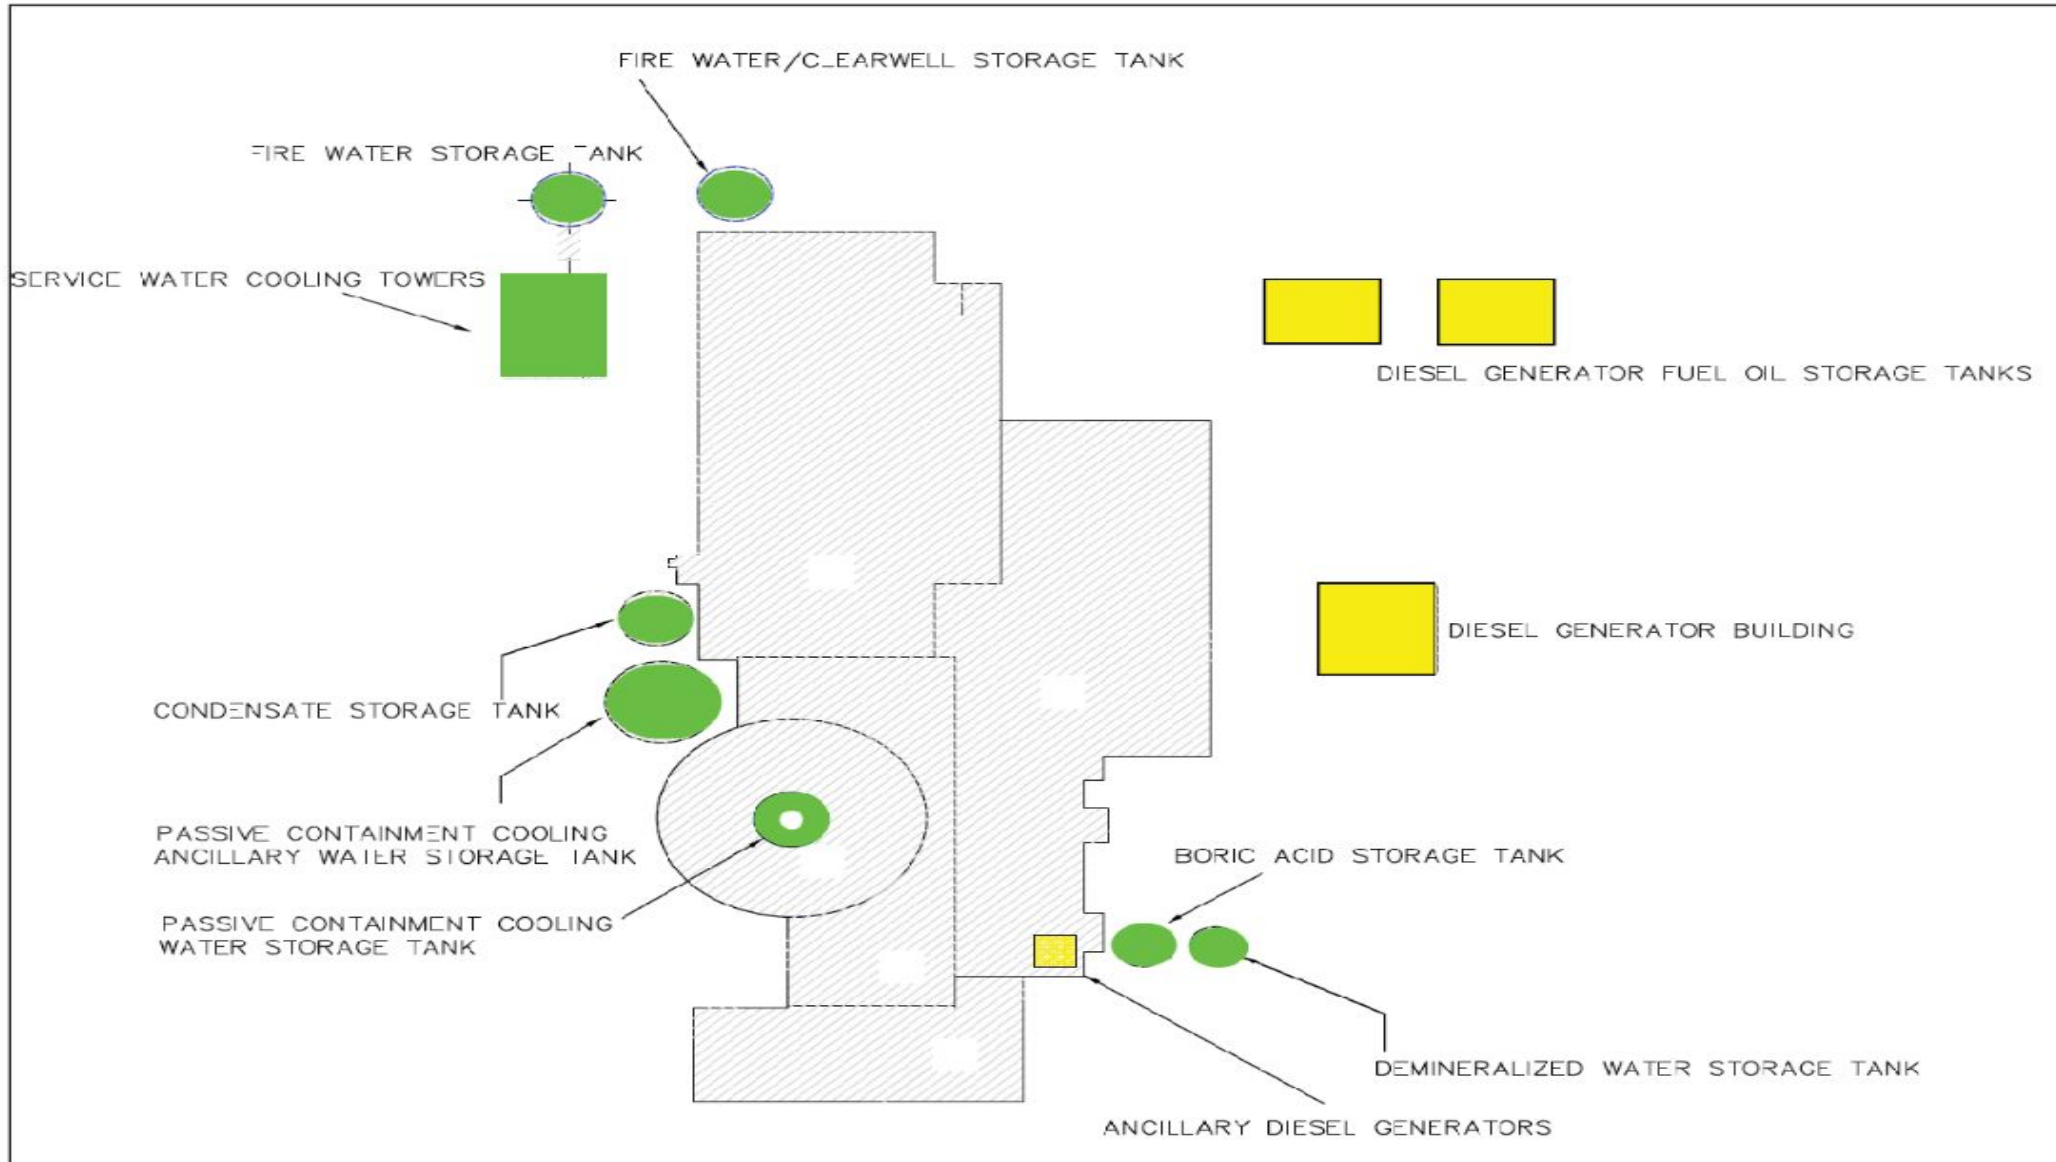 FIRE WATER/CLEARWELL STORAGE TANK
FIRE WATER STORAGE TANK
SERVICE WATER COOLING TOWERS
DIESEL GENERATOR FUEL OIL STORAGE TANKS
DIESEL GENERATOR BUILDING
CONDENSATE STORAGE TANK
PASSIVE CONTAINMENT COOLING
ANCILLARY WATER STORAGE TANK
BORIC ACID STORAGE TANK
PASSIVE CONTAINMENT COOLING
WATER STORAGE TANK
DEMINERALIZED WATER STORAGE TANK
ANCILLARY DIESEL GENERATORS